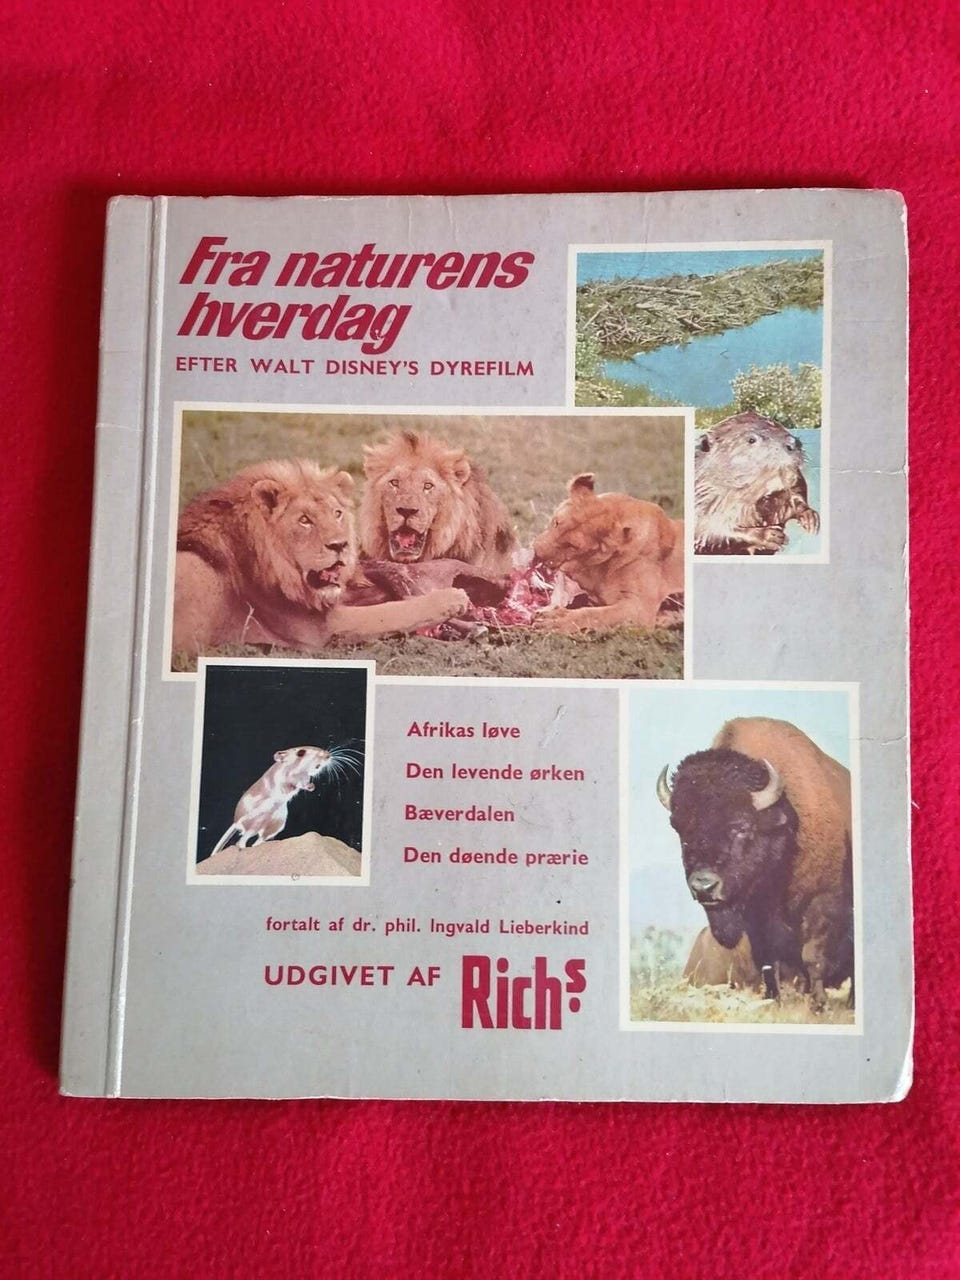 Fra naturens
hverdag
EFTER WALT DISNEY'S DYREFILM
Afrikas løve
Den levende ørken
Bæverdalen
Den døende prærie
fortalt af dr. phil. Ingvald Lieberkind
UDGIVET AF Richs